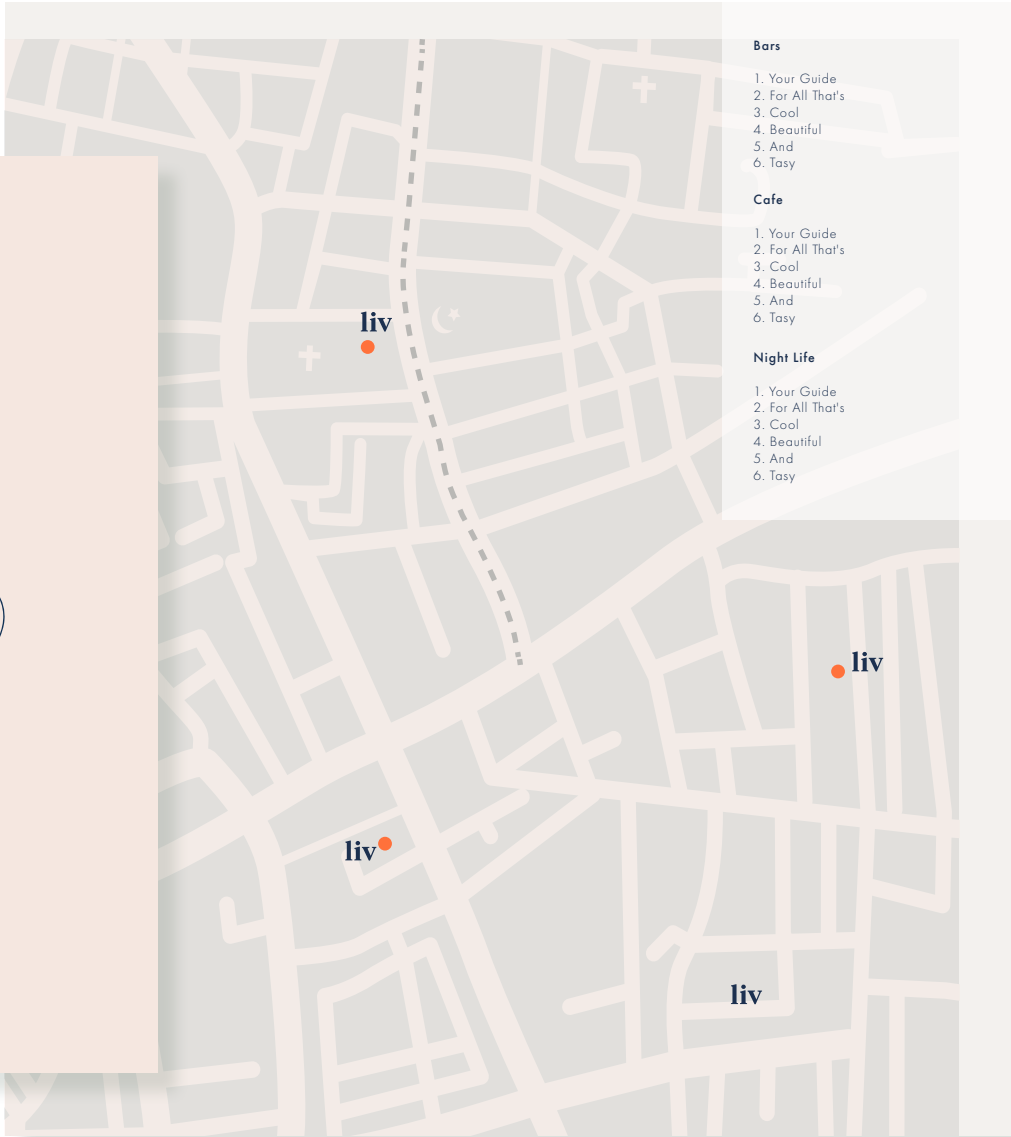 Bars
1. Your Guide
2. For All That's
3. Cool
4. Beautiful
5. And
6. Tasy
Cafe
1. Your Guide
2. For All That's
3. Cool
4. Beautiful
5. And
6. Tasy
Night Life
1. Your Guide
2. For All That's
3. Cool
4. Beautiful
5. And
6. Tasy
liv
liv
liv
liv